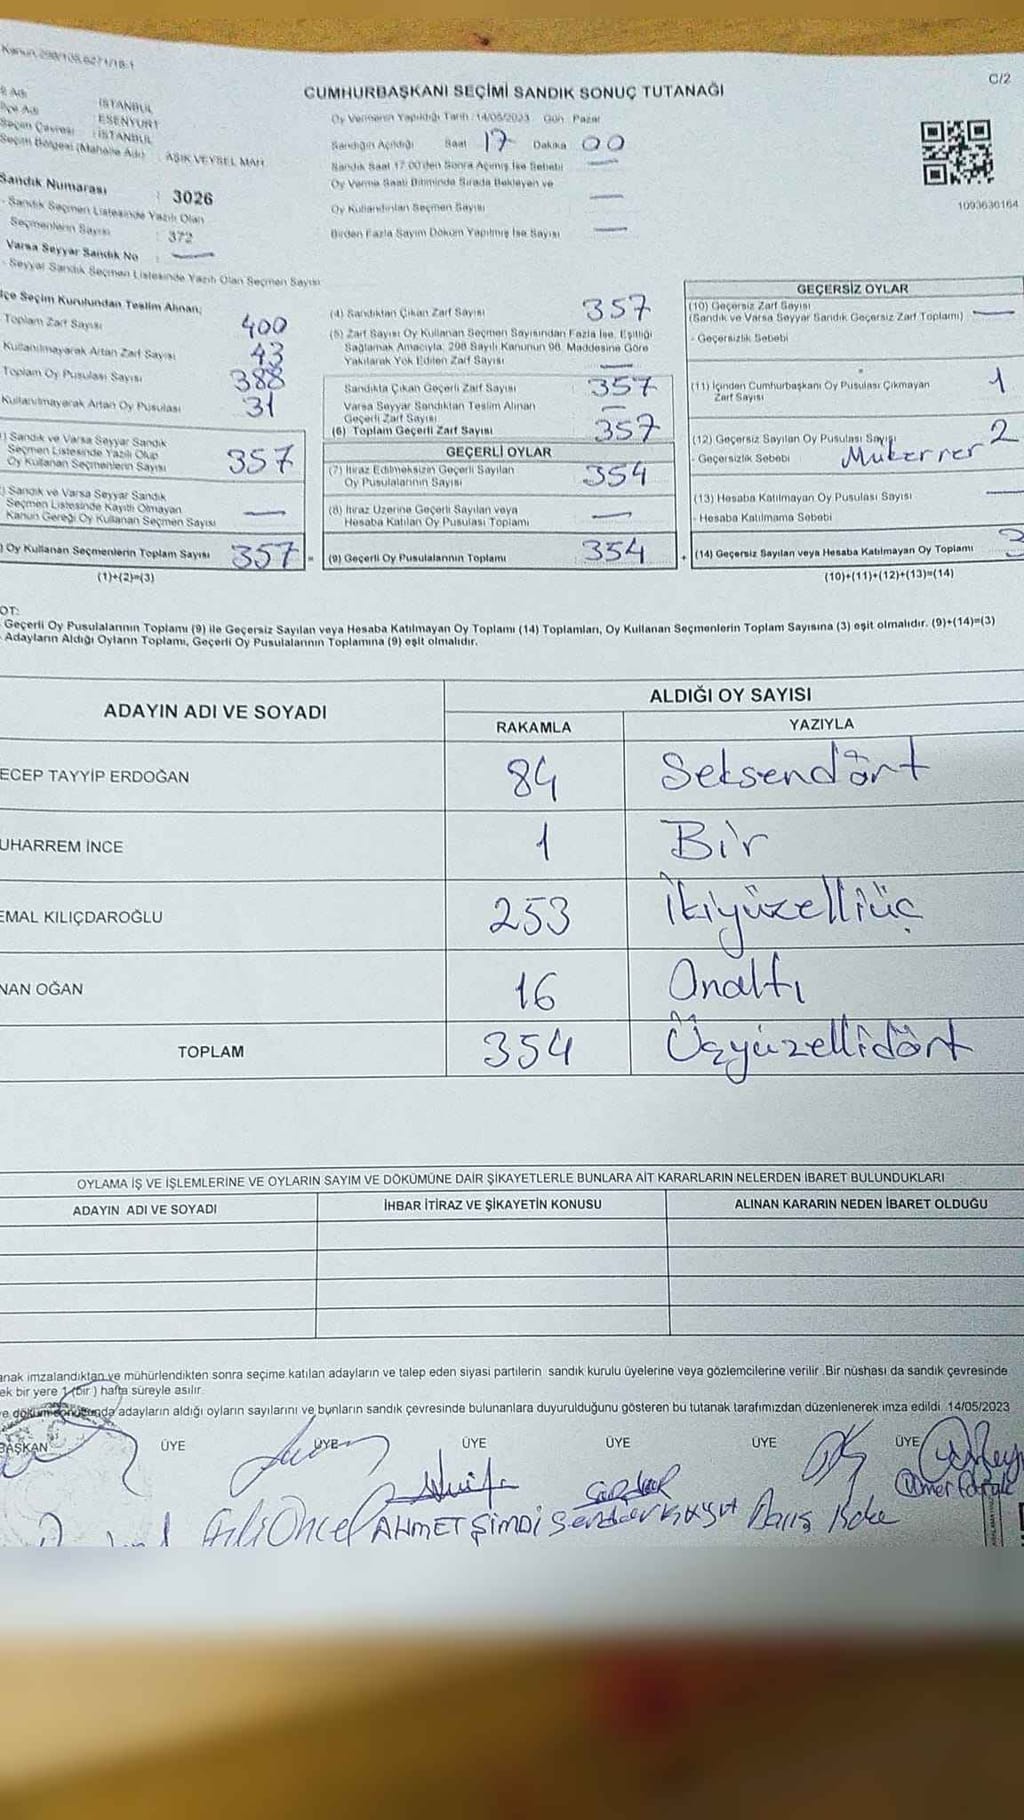 Kanun 298/105,6271/18-1
C/2
CUMHURBAŞKANI SEÇİMİ SANDIK SONUÇ TUTANAĞI
İl Adı : İSTANBUL
İlçe Adı : ESENYURT
Seçim Çevresi : İSTANBUL
Seçim Bölgesi (Mahalle Adı) : AŞIK VEYSEL MAH.
Sandık Numarası : 3026
- Sandık Seçmen Listesinde Yazılı Olan
Seçmenlerin Sayısı : 372
Varsa Seyyar Sandık No : —
- Seyyar Sandık Seçmen Listesinde Yazılı Olan Seçmen Sayısı
Oy Vermenin Yapıldığı Tarih : 14/05/2023 Gün : Pazar
Sandığın Açıldığı Saat 17 Dakika 00
Sandık Saat 17:00'den Sonra Açılmış İse Sebebi —
Oy Verme Saati Bitiminde Sırada Bekleyen ve
Oy Kullandırılan Seçmen Sayısı —
Birden Fazla Sayım Döküm Yapılmış İse Sayısı —
1093630164
lçe Seçim Kurulundan Teslim Alınan;
Toplam Zarf Sayısı 400
Kullanılmayarak Artan Zarf Sayısı 43
Toplam Oy Pusulası Sayısı 388
Kullanılmayarak Artan Oy Pusulası 31
) Sandık ve Varsa Seyyar Sandık
Seçmen Listesinde Yazılı Olup
Oy Kullanan Seçmenlerin Sayısı 357
) Sandık ve Varsa Seyyar Sandık
Seçmen Listesinde Kayıtlı Olmayan
Kanun Gereği Oy Kullanan Seçmen Sayısı —
) Oy Kullanan Seçmenlerin Toplam Sayısı 357 =
(1)+(2)=(3)
(4) Sandıktan Çıkan Zarf Sayısı 357
(5) Zarf Sayısı Oy Kullanan Seçmen Sayısından Fazla İse, Eşitliği
Sağlamak Amacıyla, 298 Sayılı Kanunun 98. Maddesine Göre
Yakılarak Yok Edilen Zarf Sayısı —
Sandıkta Çıkan Geçerli Zarf Sayısı 357
Varsa Seyyar Sandıktan Teslim Alınan
Geçerli Zarf Sayısı —
(6) Toplam Geçerli Zarf Sayısı 357
GEÇERLİ OYLAR
(7) İtiraz Edilmeksizin Geçerli Sayılan
Oy Pusulalarının Sayısı 354
(8) İtiraz Üzerine Geçerli Sayılan veya
Hesaba Katılan Oy Pusulası Toplamı —
(9) Geçerli Oy Pusulalarının Toplamı 354 +
GEÇERSİZ OYLAR
(10) Geçersiz Zarf Sayısı
(Sandık ve Varsa Seyyar Sandık Geçersiz Zarf Toplamı) —
- Geçersizlik Sebebi
(11) İçinden Cumhurbaşkanı Oy Pusulası Çıkmayan
Zarf Sayısı 1
(12) Geçersiz Sayılan Oy Pusulası Sayısı 2
- Geçersizlik Sebebi Mükerrer
(13) Hesaba Katılmayan Oy Pusulası Sayısı —
- Hesaba Katılmama Sebebi
(14) Geçersiz Sayılan veya Hesaba Katılmayan Oy Toplamı 3
(10)+(11)+(12)+(13)=(14)
OT:
Geçerli Oy Pusulalarının Toplamı (9) ile Geçersiz Sayılan veya Hesaba Katılmayan Oy Toplamı (14) Toplamları, Oy Kullanan Seçmenlerin Toplam Sayısına (3) eşit olmalıdır. (9)+(14)=(3)
Adayların Aldığı Oyların Toplamı, Geçerli Oy Pusulalarının Toplamına (9) eşit olmalıdır.
ADAYIN ADI VE SOYADI
ALDIĞI OY SAYISI
RAKAMLA
YAZIYLA
ECEP TAYYİP ERDOĞAN 84 Seksendört
UHARREM İNCE 1 Bir
EMAL KILIÇDAROĞLU 253 İkiyüzelliüç
NAN OĞAN 16 Onaltı
TOPLAM 354 Üçyüzellidört
OYLAMA İŞ VE İŞLEMLERİNE VE OYLARIN SAYIM VE DÖKÜMÜNE DAİR ŞİKAYETLERLE BUNLARA AİT KARARLARIN NELERDEN İBARET BULUNDUKLARI
ADAYIN ADI VE SOYADI
İHBAR İTİRAZ VE ŞİKAYETİN KONUSU
ALINAN KARARIN NEDEN İBARET OLDUĞU
anak imzalandıktan ve mühürlendikten sonra seçime katılan adayların ve talep eden siyasi partilerin sandık kurulu üyelerine veya gözlemcilerine verilir .Bir nüshası da sandık çevresinde
ek bir yere 1 (bir ) hafta süreyle asılır.
ve döküm sonucunda adayların aldığı oyların sayılarını ve bunların sandık çevresinde bulunanlara duyurulduğunu gösteren bu tutanak tarafımızdan düzenlenerek imza edildi. 14/05/2023
BAŞKAN ÜYE ÜYE ÜYE ÜYE ÜYE ÜYE
AHMET ŞİMDİ Serdar Barış